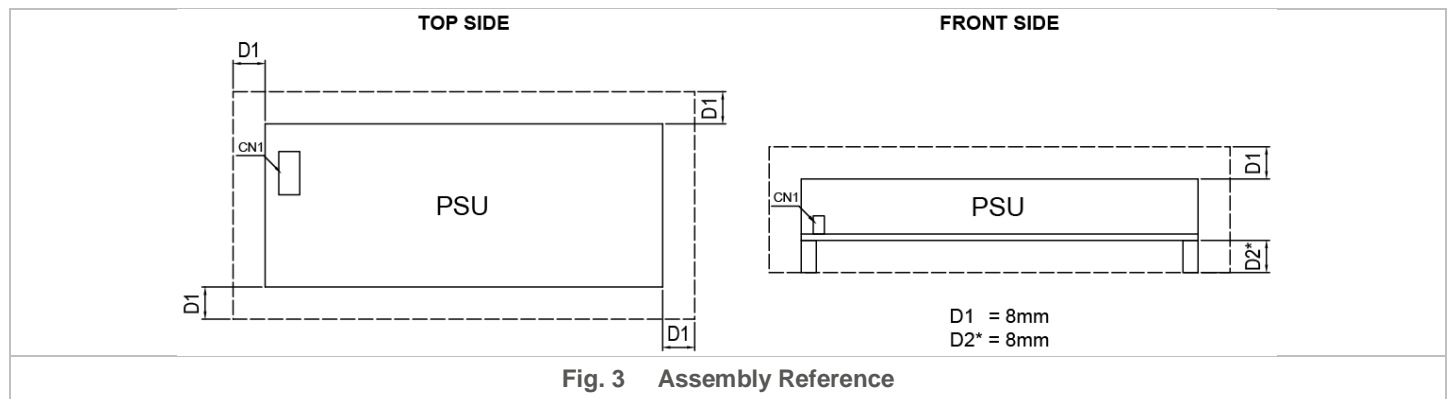 TOP SIDE
FRONT SIDE
D1
D1
CN1
PSU
D1
D1
D1
CN1
PSU
D2*
D1 = 8mm
D2* = 8mm
Fig. 3 Assembly Reference